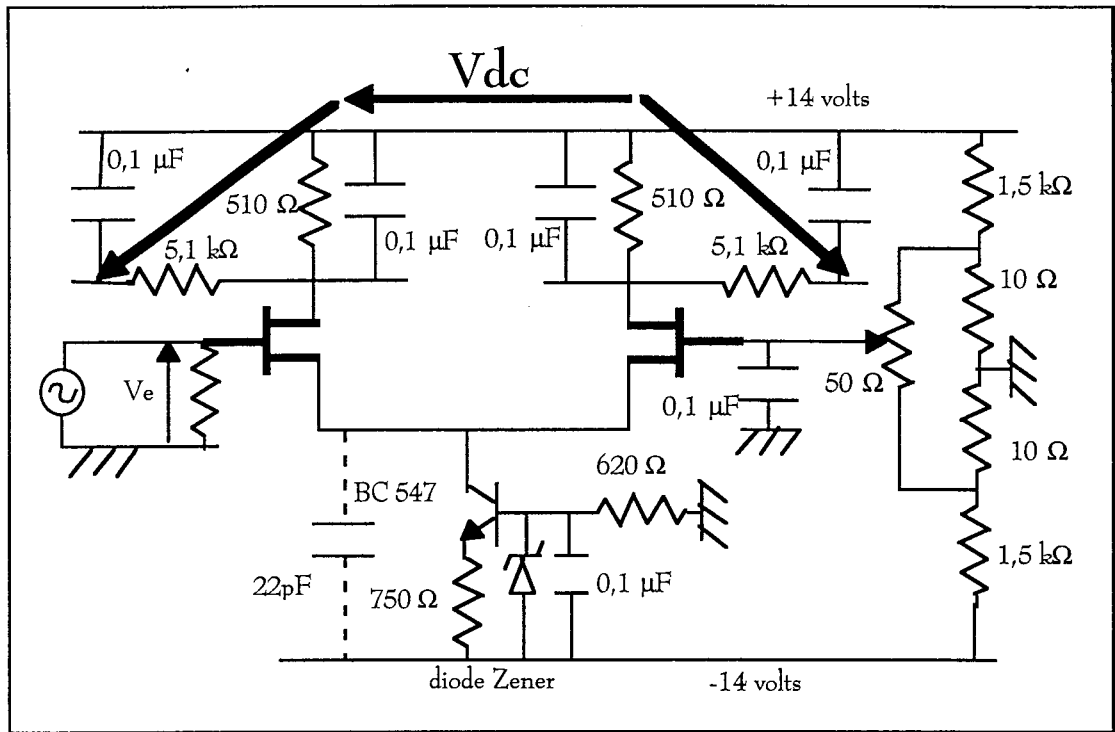 Vdc
+14 volts
0,1 µF
510 Ω
0,1 µF
0,1 µF
510 Ω
0,1 µF
1,5 kΩ
5,1 kΩ
5,1 kΩ
10 Ω
Ve
50 Ω
0,1 µF
10 Ω
620 Ω
BC 547
22pF
750 Ω
0,1 µF
1,5 kΩ
diode Zener
-14 volts